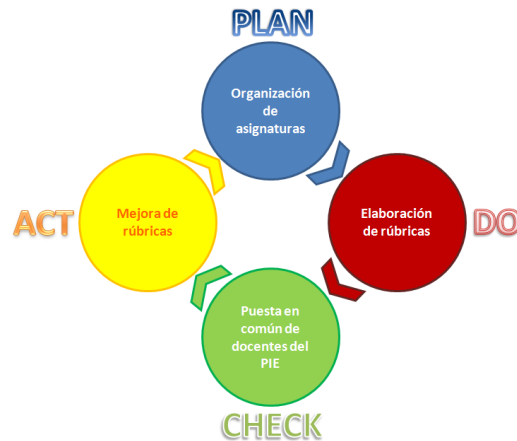 PLAN
Organización
de
asignaturas
DO
Elaboración
de rúbricas
CHECK
Puesta en
común de
docentes del
PIE
ACT
Mejora de
rúbricas